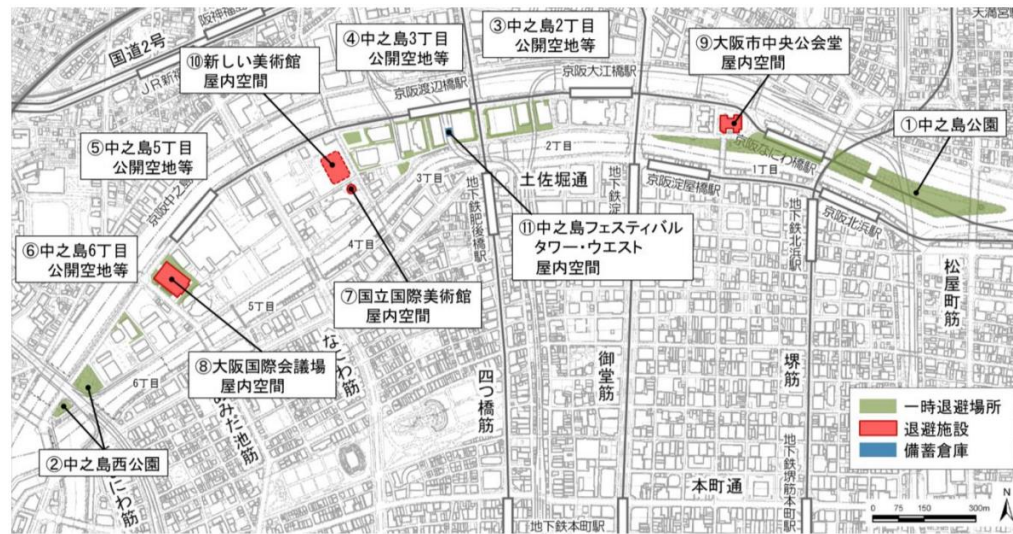 国道2号
阪神福
JR新福
④中之島3丁目
公開空地等
③中之島2丁目
公開空地等
天満宮
⑩新しい美術館
屋内空間
⑨大阪市中央公会堂
屋内空間
京阪渡辺橋駅
京阪大江橋駅
①中之島公園
⑤中之島5丁目
公開空地等
京阪なにわ橋駅
2丁目
1丁目
3丁目
土佐堀通
京阪淀屋橋駅
京阪北浜駅
京阪中之島
地下鉄肥後橋駅
地下鉄淀
地下鉄北浜駅
⑥中之島6丁目
公開空地等
4丁目
⑪中之島フェスティバル
タワー・ウエスト
屋内空間
⑦国立国際美術館
屋内空間
5丁目
松屋町筋
⑧大阪国際会議場
屋内空間
なにわ筋
6丁目
あみだ池筋
四つ橋筋
御堂筋
堺筋
一時退避場所
退避施設
備蓄倉庫
②中之島西公園
にわ筋
本町通
地下鉄堺筋本町駅
地下鉄本町駅
N
0 75 150 300m